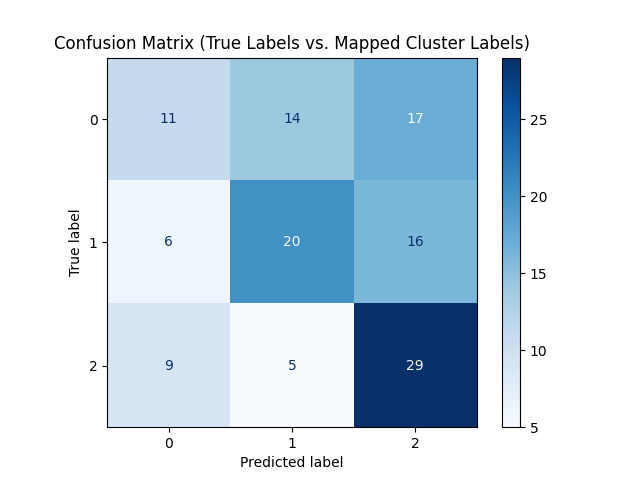 Confusion Matrix (True Labels vs. Mapped Cluster Labels)
0 11 14 17
1 6 20 16
2 9 5 29
0 1 2
Predicted label
True label
25
20
15
10
5